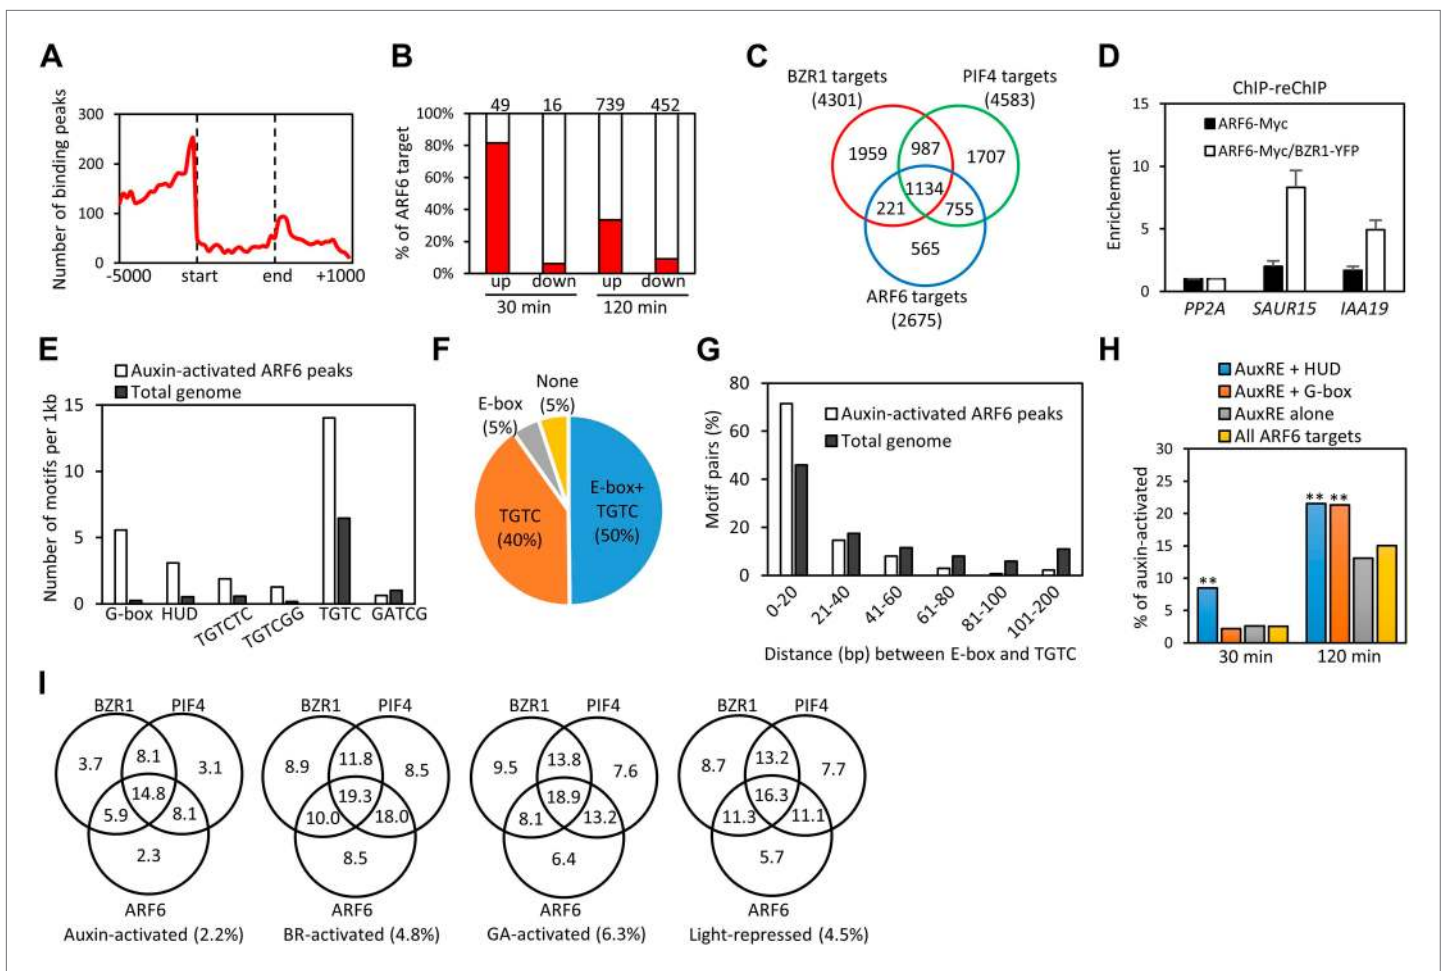 A
Number of binding peaks
300
200
100
0
-5000
start
end
+1000
B
% of ARF6 target
49
16
739
452
100%
80%
60%
40%
20%
0%
up
down
up
down
30 min
120 min
C
BZR1 targets
(4301)
PIF4 targets
(4583)
1959
987
1707
1134
221
755
565
ARF6 targets
(2675)
D
ChIP-reChIP
Enrichement
15
10
5
0
ARF6-Myc
ARF6-Myc/BZR1-YFP
PP2A
SAUR15
IAA19
E
Auxin-activated ARF6 peaks
Total genome
Number of motifs per 1kb
15
10
5
0
G-box
HUD
TGTCTC
TGTCGG
TGTC
GATCG
F
None
(5%)
E-box
(5%)
TGTC
(40%)
E-box+
TGTC
(50%)
G
Motif pairs (%)
80
60
40
20
0
Auxin-activated ARF6 peaks
Total genome
0-20
21-40
41-60
61-80
81-100
101-200
Distance (bp) between E-box and TGTC
H
AuxRE + HUD
AuxRE + G-box
AuxRE alone
All ARF6 targets
% of auxin-activated
30
25
20
15
10
5
0
**
** **
30 min
120 min
I
BZR1
PIF4
3.7
8.1
3.1
14.8
5.9
8.1
2.3
ARF6
Auxin-activated (2.2%)
BZR1
PIF4
8.9
11.8
8.5
19.3
10.0
18.0
8.5
ARF6
BR-activated (4.8%)
BZR1
PIF4
9.5
13.8
7.6
18.9
8.1
13.2
6.4
ARF6
GA-activated (6.3%)
BZR1
PIF4
8.7
13.2
7.7
16.3
11.3
11.1
5.7
ARF6
Light-repressed (4.5%)